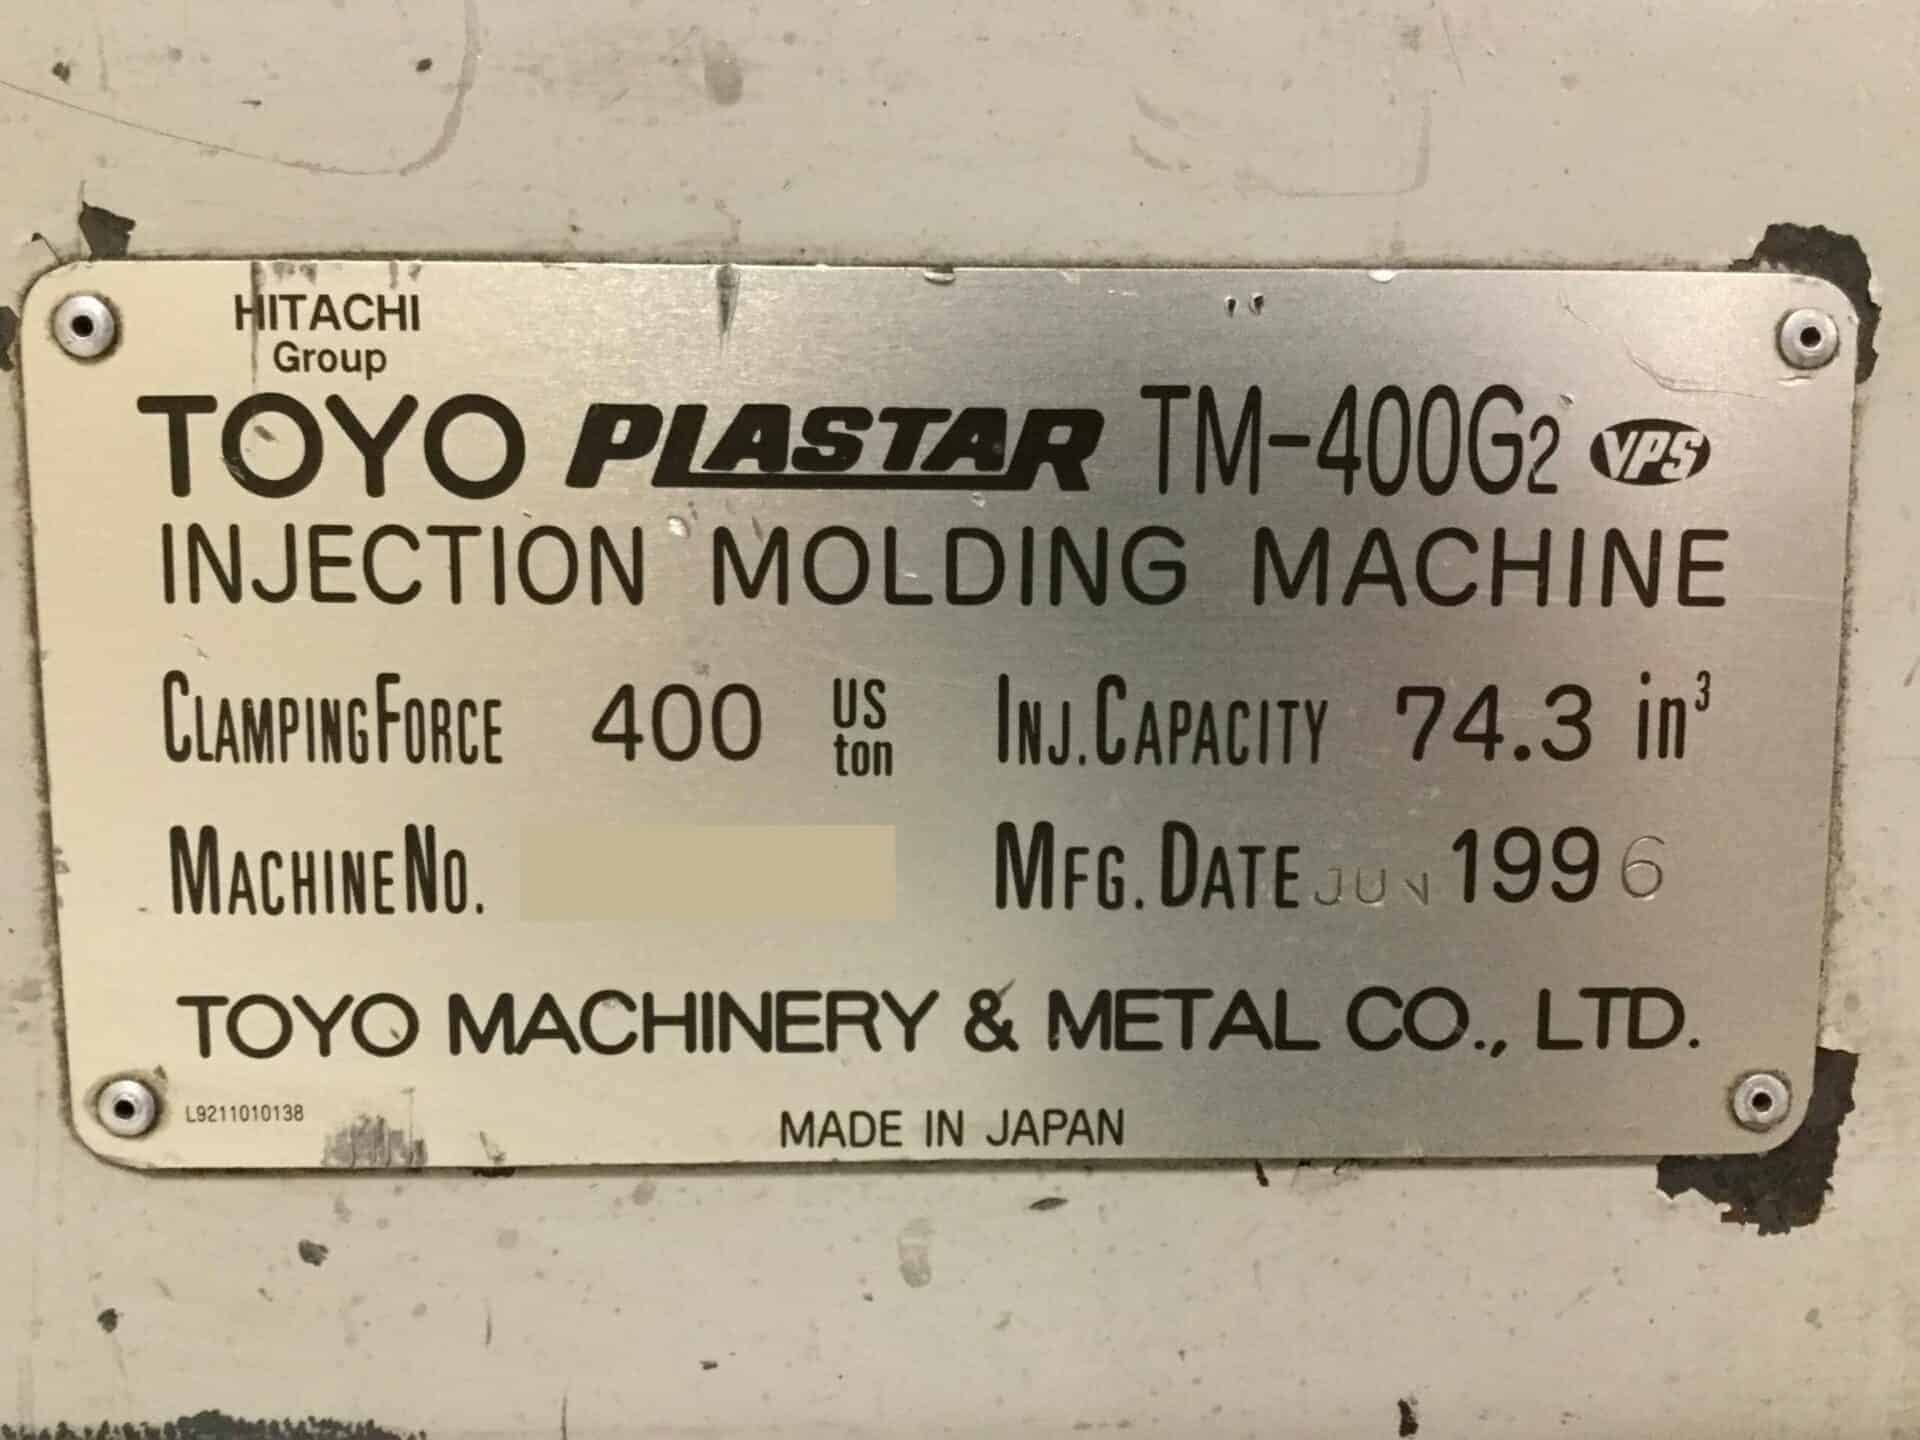 HITACHI
Group
TOYO PLASTAR TM-400G2 VPS
INJECTION MOLDING MACHINE
CLAMPING FORCE 400 US ton INJ. CAPACITY 74.3 in³
MACHINE NO. MFG. DATE JUN 1996
TOYO MACHINERY & METAL CO., LTD.
L9211010138
MADE IN JAPAN